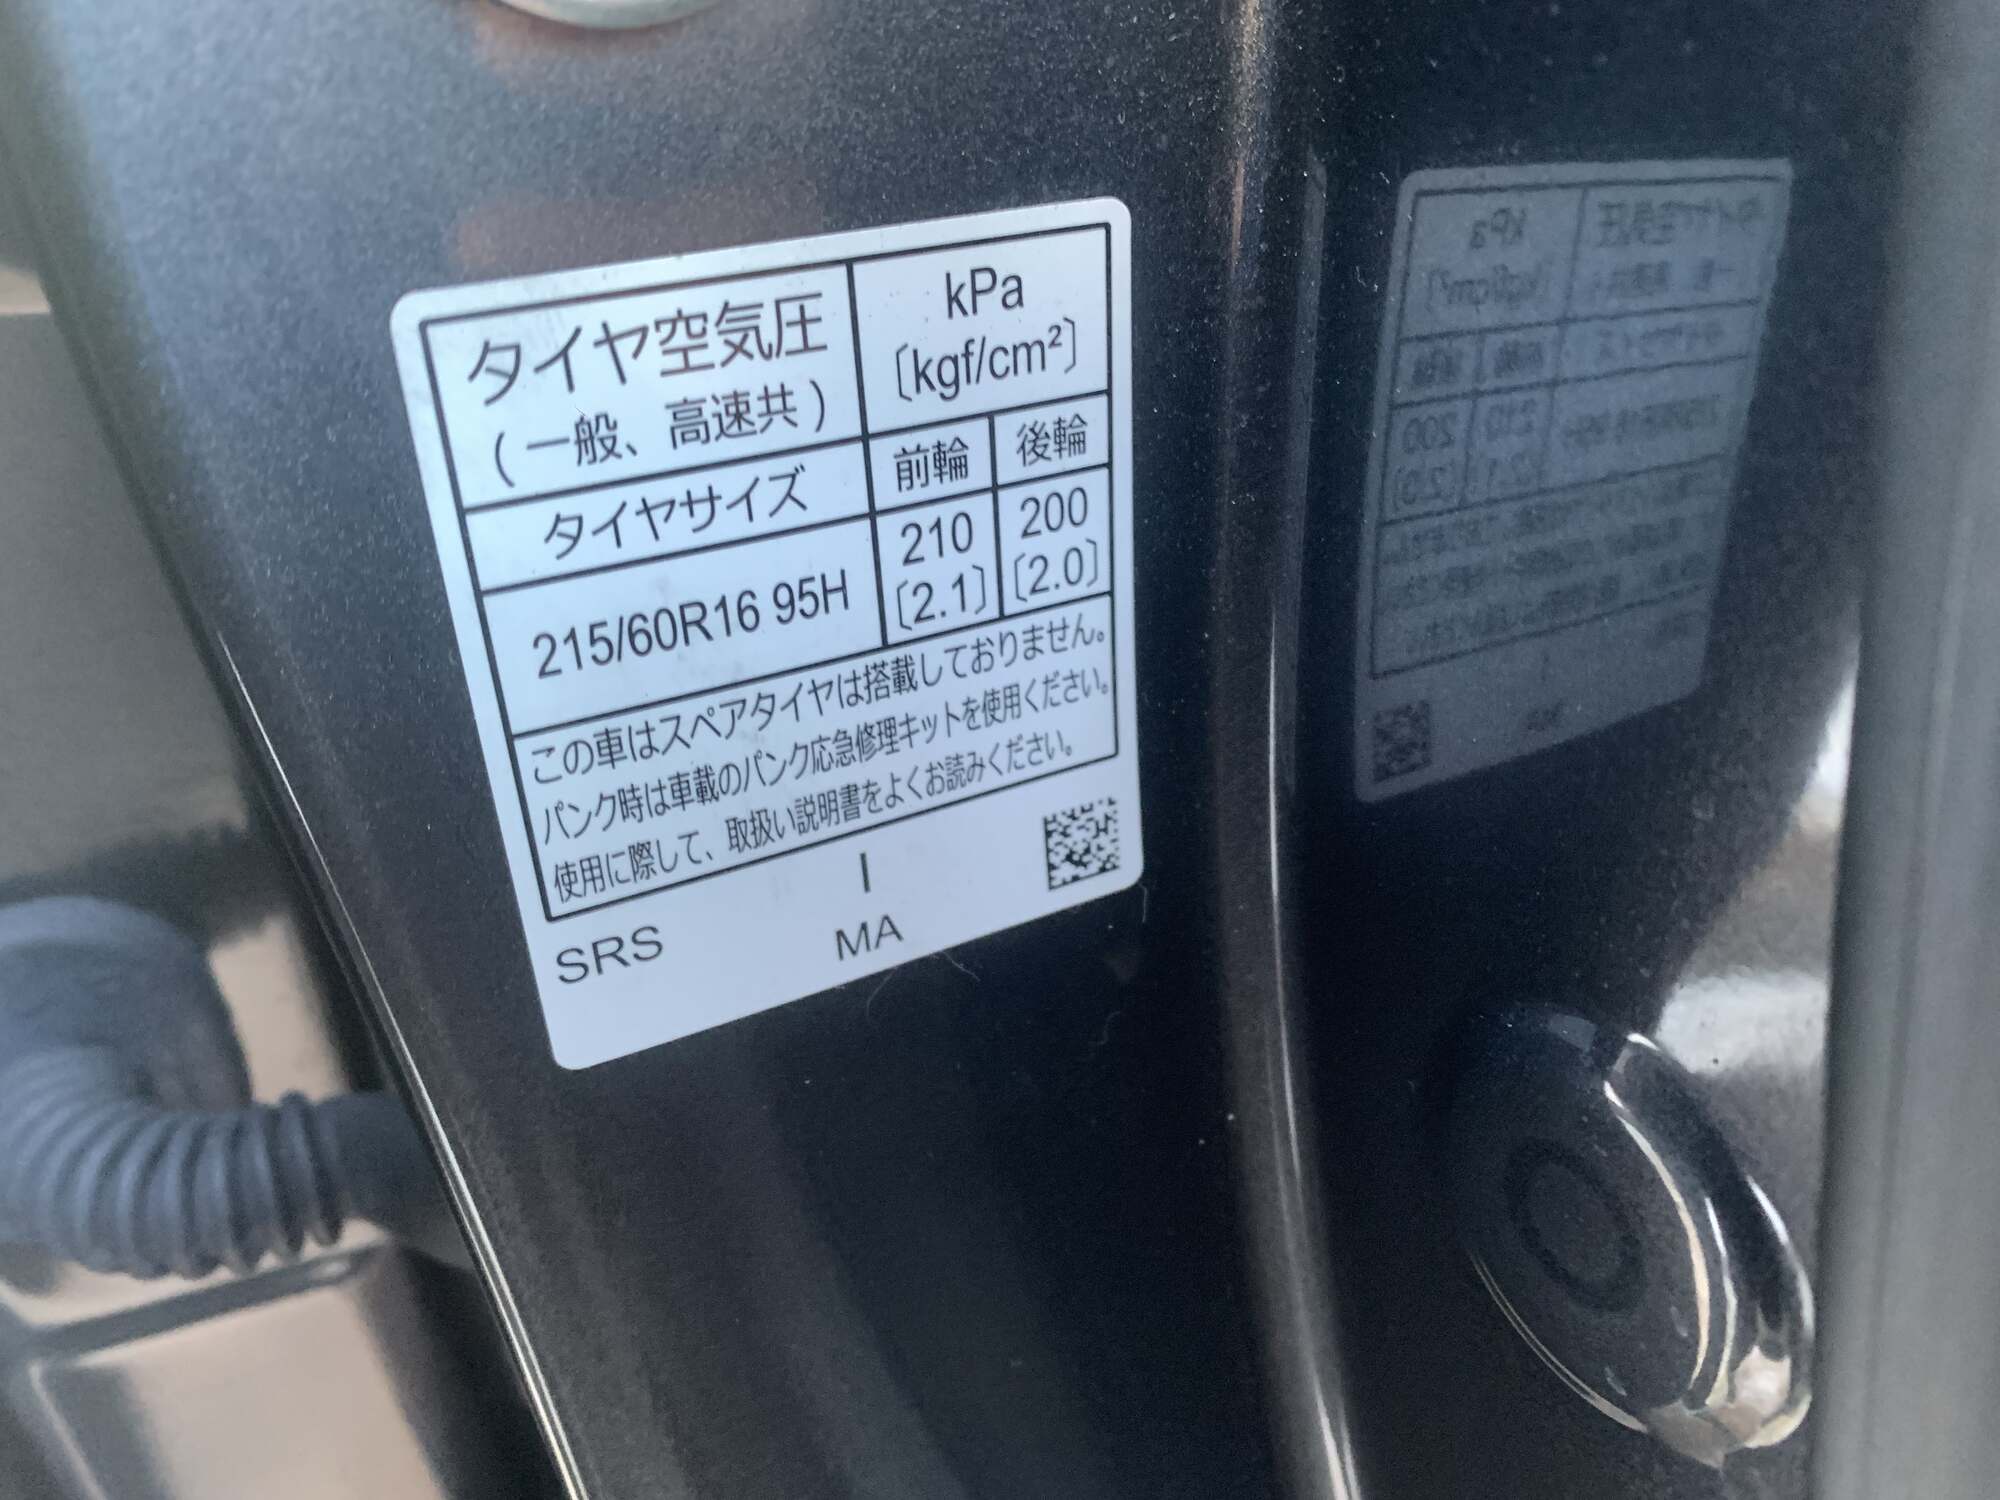 タイヤ空気圧
(一般、高速共)
kPa
〔kgf/cm²〕
タイヤサイズ
前輪
後輪
215/60R16 95H
210
〔2.1〕
200
〔2.0〕
この車はスペアタイヤは搭載しておりません。
パンク時は車載のパンク応急修理キットを使用ください。
使用に際して、取扱い説明書をよくお読みください。
I
SRS
MA